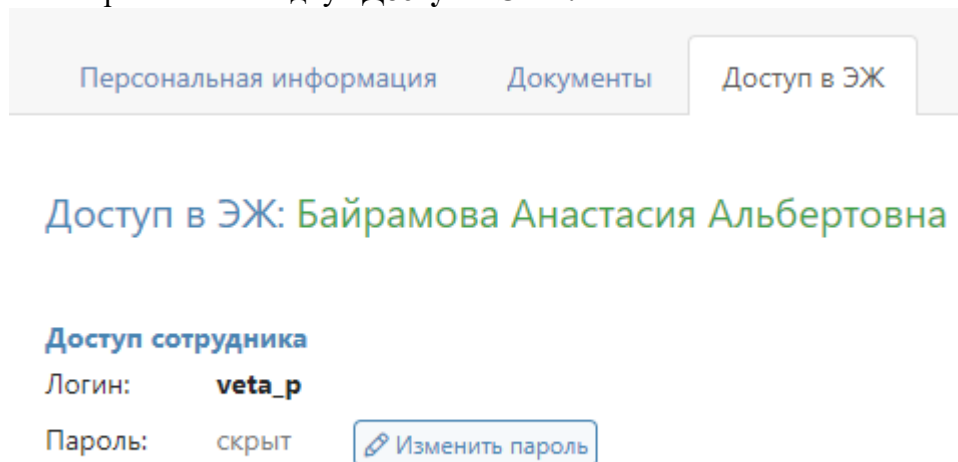 Персональная информация Документы Доступ в ЭЖ
Доступ в ЭЖ: Байрамова Анастасия Альбертовна
Доступ сотрудника
Логин: veta_p
Пароль: скрыт Изменить пароль